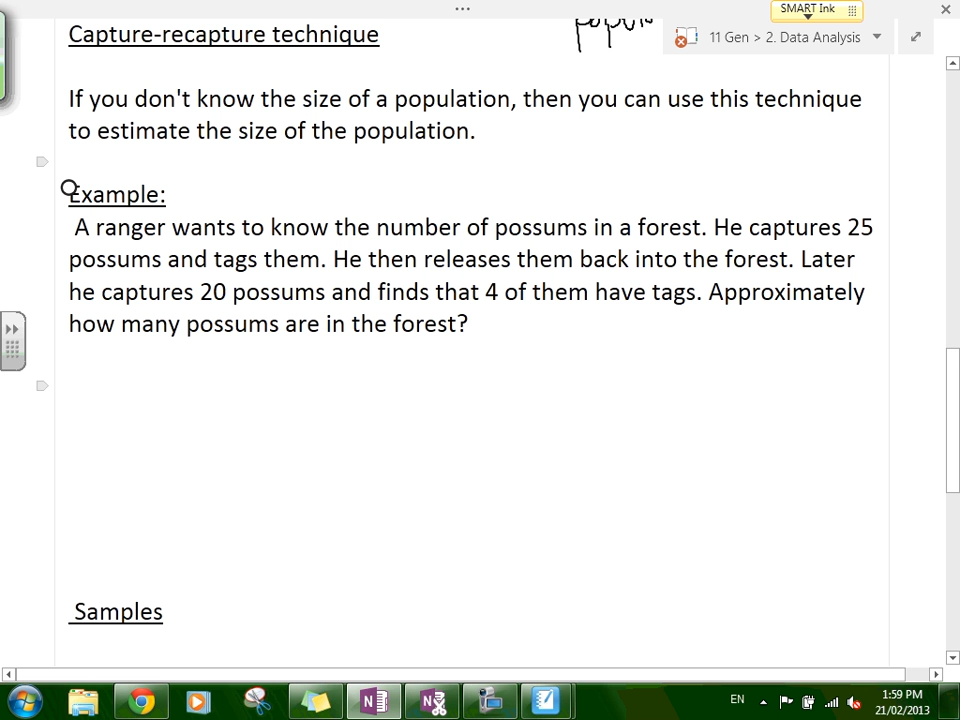 SMART Ink
Capture-recapture technique
11 Gen > 2. Data Analysis
If you don't know the size of a population, then you can use this technique
to estimate the size of the population.
Example:
A ranger wants to know the number of possums in a forest. He captures 25
possums and tags them. He then releases them back into the forest. Later
he captures 20 possums and finds that 4 of them have tags. Approximately
how many possums are in the forest?
Samples
EN
1:59 PM
21/02/2013